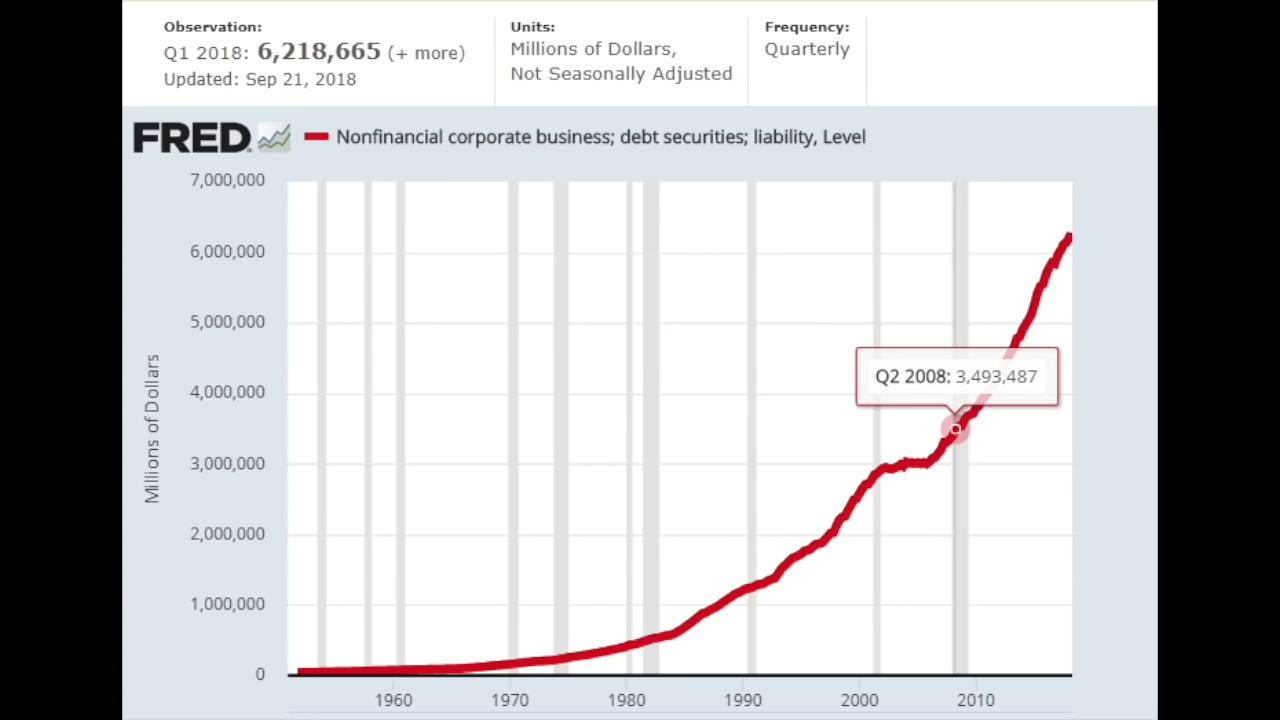 Observation:
Q1 2018: 6,218,665 (+ more)
Updated: Sep 21, 2018
Units:
Millions of Dollars,
Not Seasonally Adjusted
Frequency:
Quarterly
FRED
Nonfinancial corporate business; debt securities; liability, Level
7,000,000
6,000,000
5,000,000
4,000,000
3,000,000
2,000,000
1,000,000
0
Millions of Dollars
Q2 2008: 3,493,487
1960
1970
1980
1990
2000
2010